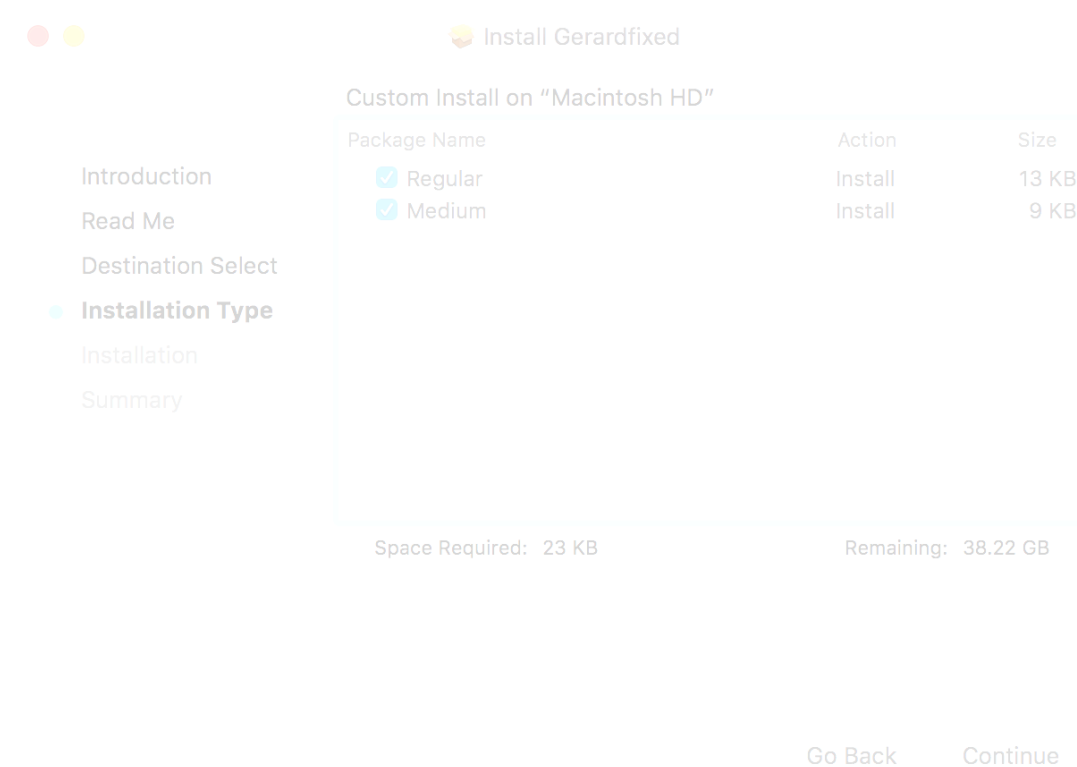 Install Gerardfixed
Custom Install on “Macintosh HD”
Package Name Action Size
Regular Install 13 KB
Medium Install 9 KB
Introduction
Read Me
Destination Select
Installation Type
Installation
Summary
Space Required: 23 KB Remaining: 38.22 GB
Go Back Continue